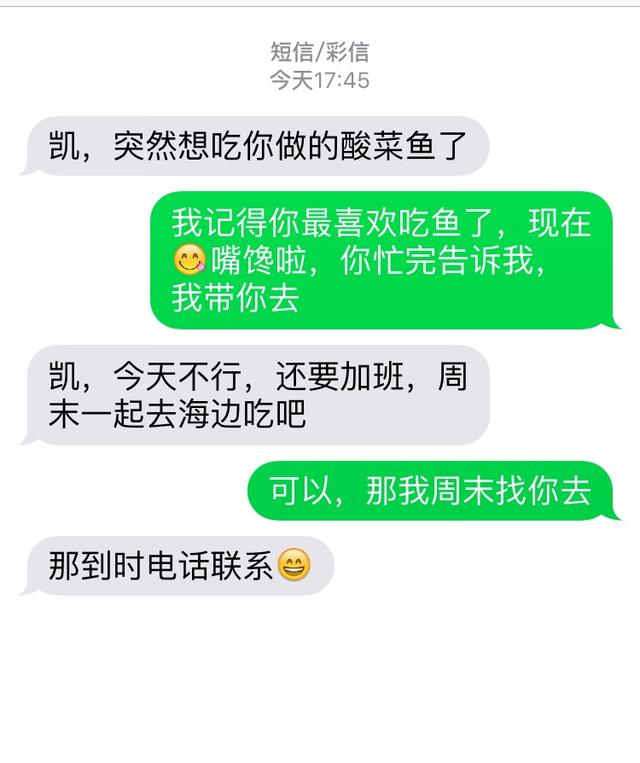 短信/彩信
今天17:45
凯，突然想吃你做的酸菜鱼了
我记得你最喜欢吃鱼了，现在
😋嘴馋啦，你忙完告诉我，
我带你去
凯，今天不行，还要加班，周
末一起去海边吃吧
可以，那我周末找你去
那到时电话联系😄